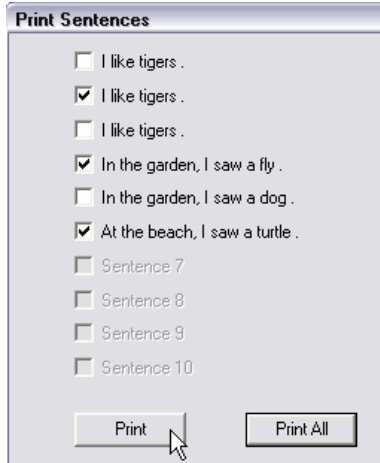 Print Sentences
I like tigers .
I like tigers .
I like tigers .
In the garden, I saw a fly .
In the garden, I saw a dog .
At the beach, I saw a turtle .
Sentence 7
Sentence 8
Sentence 9
Sentence 10
Print Print All